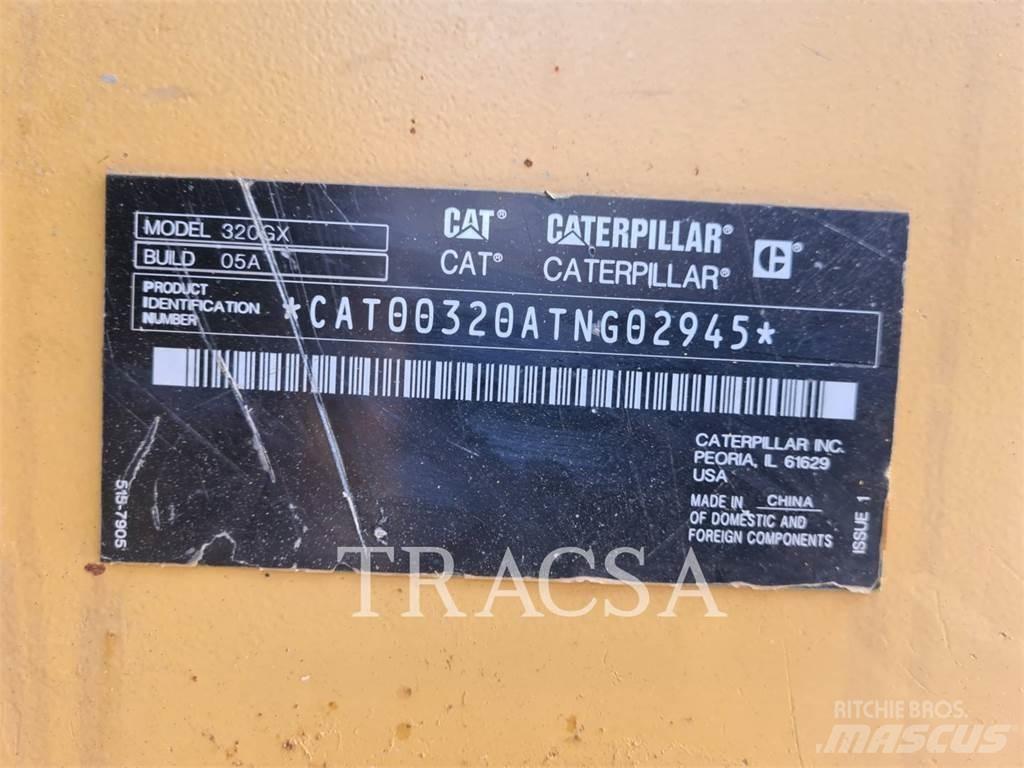 MODEL 320GX
BUILD 05A
CAT® CATERPILLAR® C®
CAT® CATERPILLAR®
PRODUCT
IDENTIFICATION
NUMBER
*CAT00320ATNG02945*
CATERPILLAR INC.
PEORIA, IL 61629
USA
MADE IN CHINA
OF DOMESTIC AND
FOREIGN COMPONENTS
515-7905
ISSUE 1
TRACSA
RITCHIE BROS.
MASCUS